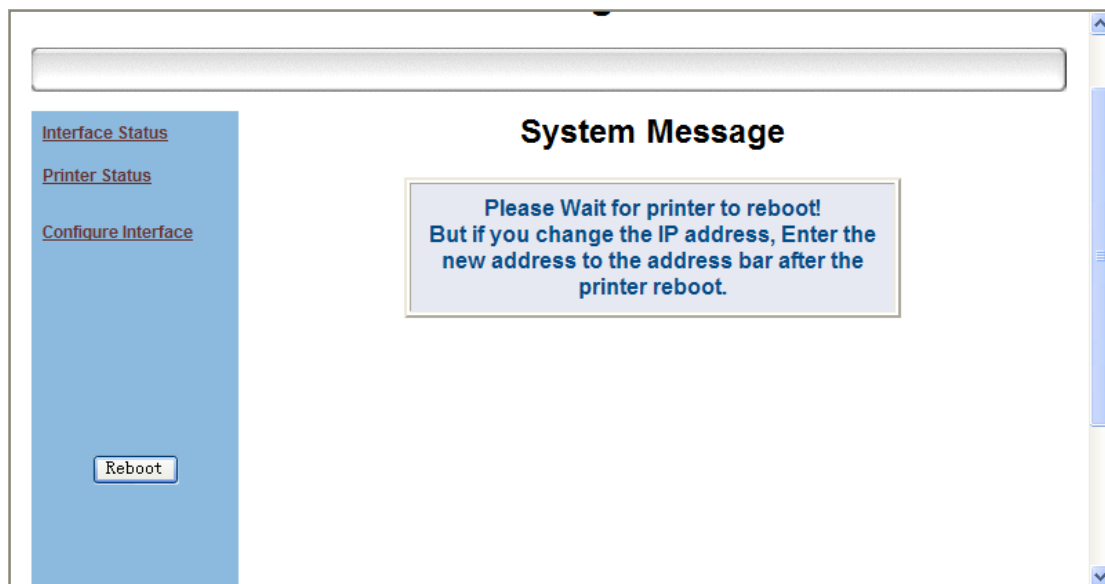 Interface Status
Printer Status
Configure Interface
Reboot
System Message
Please Wait for printer to reboot!
But if you change the IP address, Enter the
new address to the address bar after the
printer reboot.